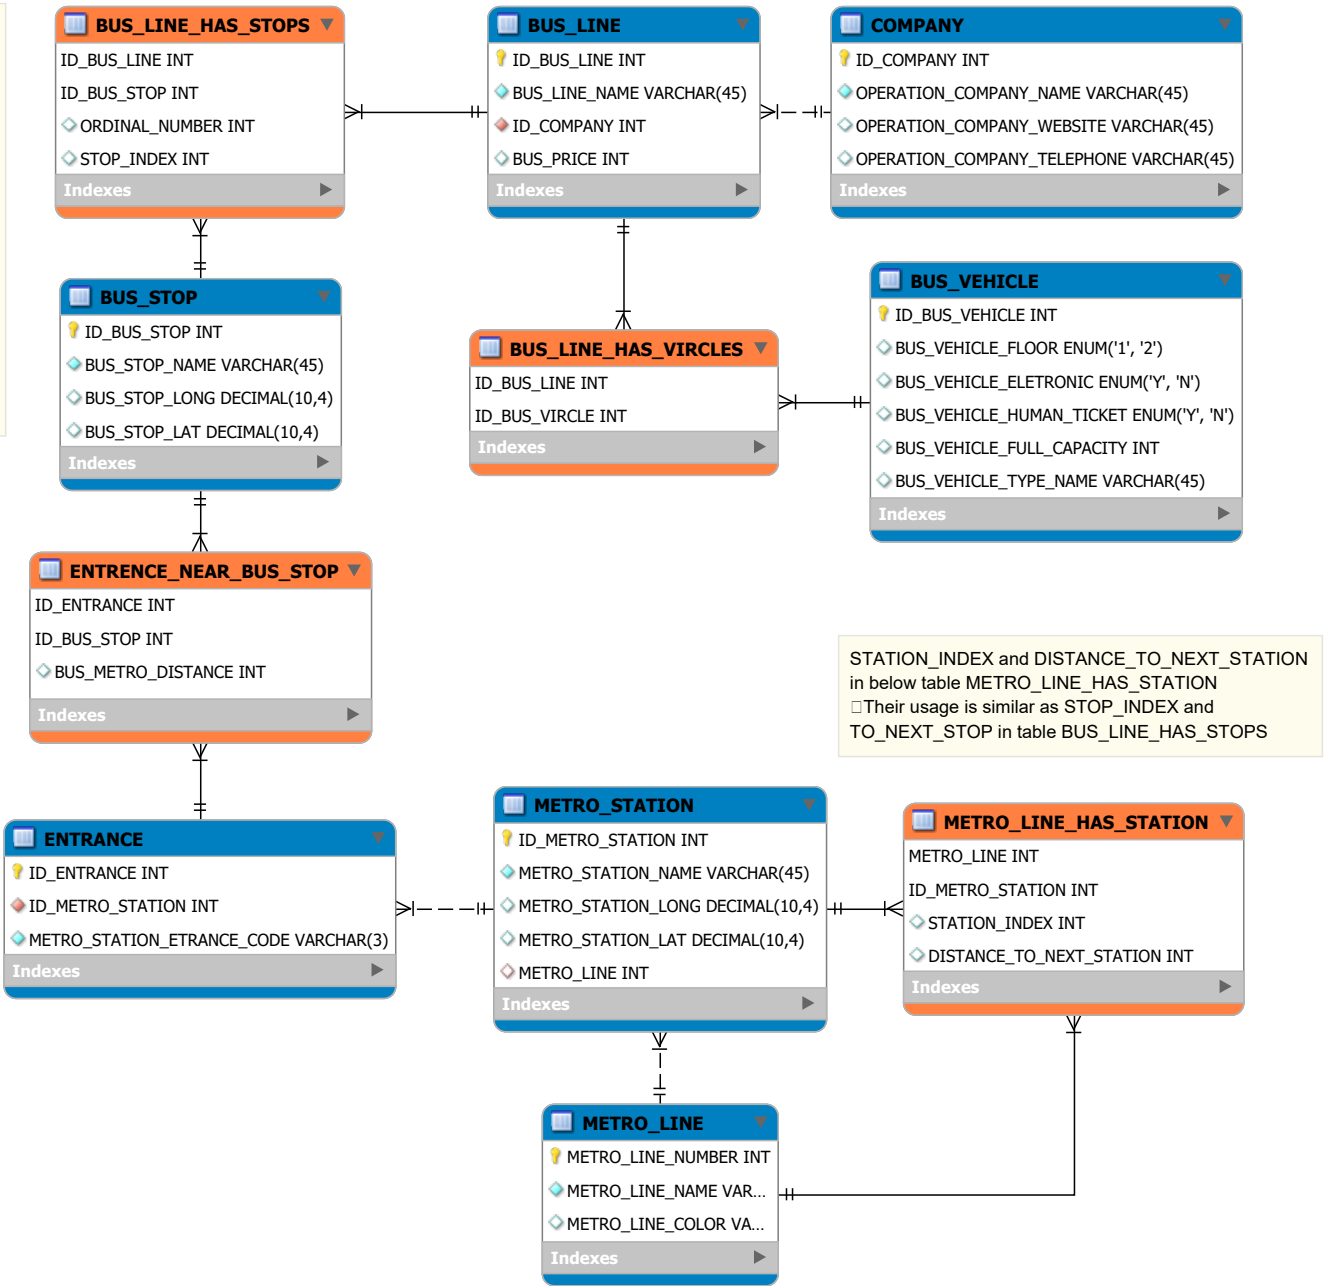 BUS_LINE_HAS_STOPS
ID_BUS_LINE INT
ID_BUS_STOP INT
ORDINAL_NUMBER INT
STOP_INDEX INT
Indexes
BUS_LINE
ID_BUS_LINE INT
BUS_LINE_NAME VARCHAR(45)
ID_COMPANY INT
BUS_PRICE INT
Indexes
COMPANY
ID_COMPANY INT
OPERATION_COMPANY_NAME VARCHAR(45)
OPERATION_COMPANY_WEBSITE VARCHAR(45)
OPERATION_COMPANY_TELEPHONE VARCHAR(45)
Indexes
BUS_STOP
ID_BUS_STOP INT
BUS_STOP_NAME VARCHAR(45)
BUS_STOP_LONG DECIMAL(10,4)
BUS_STOP_LAT DECIMAL(10,4)
Indexes
BUS_LINE_HAS_VIRCLES
ID_BUS_LINE INT
ID_BUS_VIRCLE INT
Indexes
BUS_VEHICLE
ID_BUS_VEHICLE INT
BUS_VEHICLE_FLOOR ENUM('1', '2')
BUS_VEHICLE_ELETRONIC ENUM('Y', 'N')
BUS_VEHICLE_HUMAN_TICKET ENUM('Y', 'N')
BUS_VEHICLE_FULL_CAPACITY INT
BUS_VEHICLE_TYPE_NAME VARCHAR(45)
Indexes
ENTRENCE_NEAR_BUS_STOP
ID_ENTRANCE INT
ID_BUS_STOP INT
BUS_METRO_DISTANCE INT
Indexes
STATION_INDEX and DISTANCE_TO_NEXT_STATION
in below table METRO_LINE_HAS_STATION
□Their usage is similar as STOP_INDEX and
TO_NEXT_STOP in table BUS_LINE_HAS_STOPS
ENTRANCE
ID_ENTRANCE INT
ID_METRO_STATION INT
METRO_STATION_ETRANCE_CODE VARCHAR(3)
Indexes
METRO_STATION
ID_METRO_STATION INT
METRO_STATION_NAME VARCHAR(45)
METRO_STATION_LONG DECIMAL(10,4)
METRO_STATION_LAT DECIMAL(10,4)
METRO_LINE INT
Indexes
METRO_LINE_HAS_STATION
METRO_LINE INT
ID_METRO_STATION INT
STATION_INDEX INT
DISTANCE_TO_NEXT_STATION INT
Indexes
METRO_LINE
METRO_LINE_NUMBER INT
METRO_LINE_NAME VAR...
METRO_LINE_COLOR VA...
Indexes